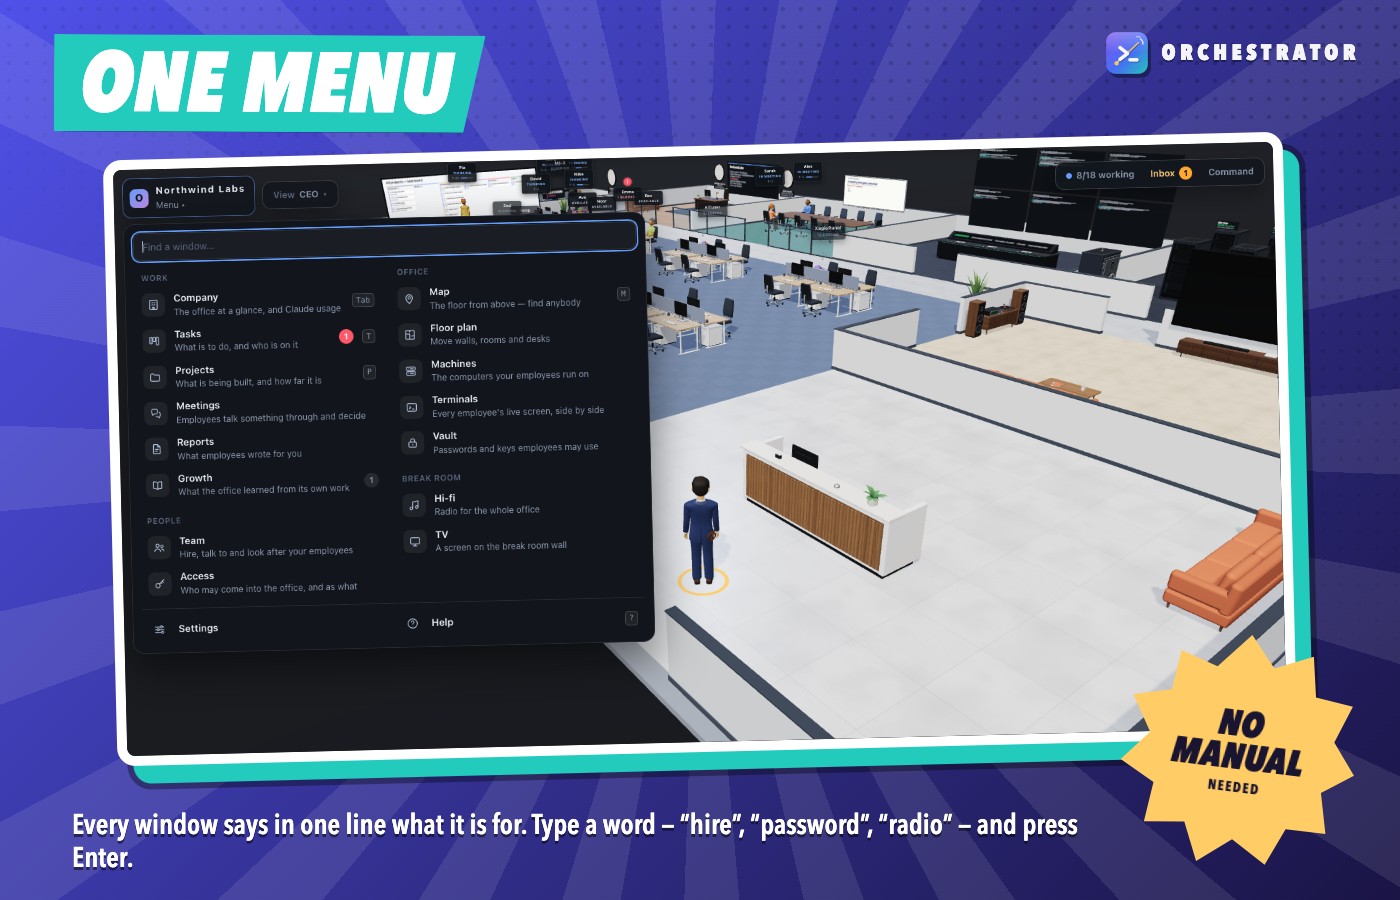 ONE MENU
ORCHESTRATOR
Northwind Labs
Menu
View CEO
8/18 working
Inbox 1
Command
Find a window...
WORK
Company
Tab
The office at a glance, and Claude usage
Tasks
1
T
What is to do, and who is on it
Projects
P
What is being built, and how far it is
Meetings
Employees talk something through and decide
Reports
What employees wrote for you
Growth
1
What the office learned from its own work
PEOPLE
Team
Hire, talk to and look after your employees
Access
Who may come into the office, and as what
OFFICE
Map
M
The floor from above — find anybody
Floor plan
Move walls, rooms and desks
Machines
The computers your employees run on
Terminals
Every employee's live screen, side by side
Vault
Passwords and keys employees may use
BREAK ROOM
Hi-fi
Radio for the whole office
TV
A screen on the break room wall
Settings
Help
?
NO
MANUAL
NEEDED
Every window says in one line what it is for. Type a word – “hire”, “password”, “radio” – and press
Enter.